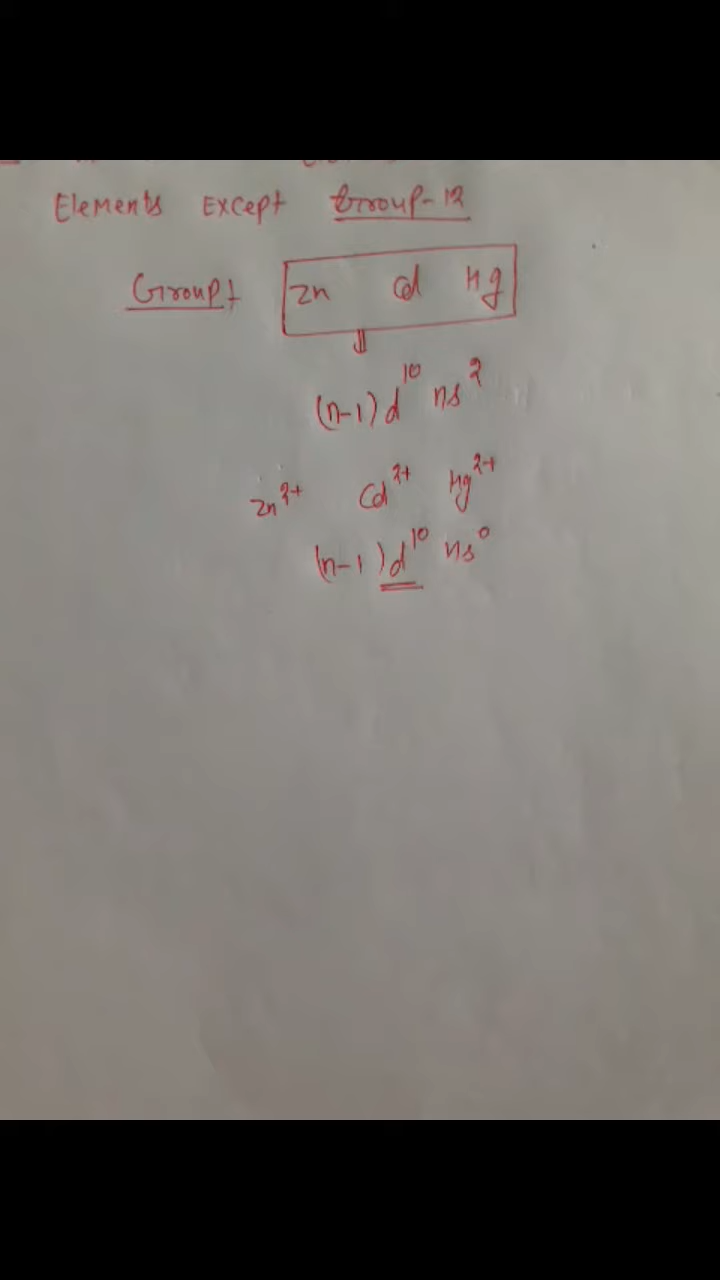 Elements Except Group-12
Group Zn Cd Hg
⇓
(n-1)d¹⁰ ns²
Zn²⁺ Cd²⁺ Hg²⁺
(n-1)d¹⁰ ns⁰